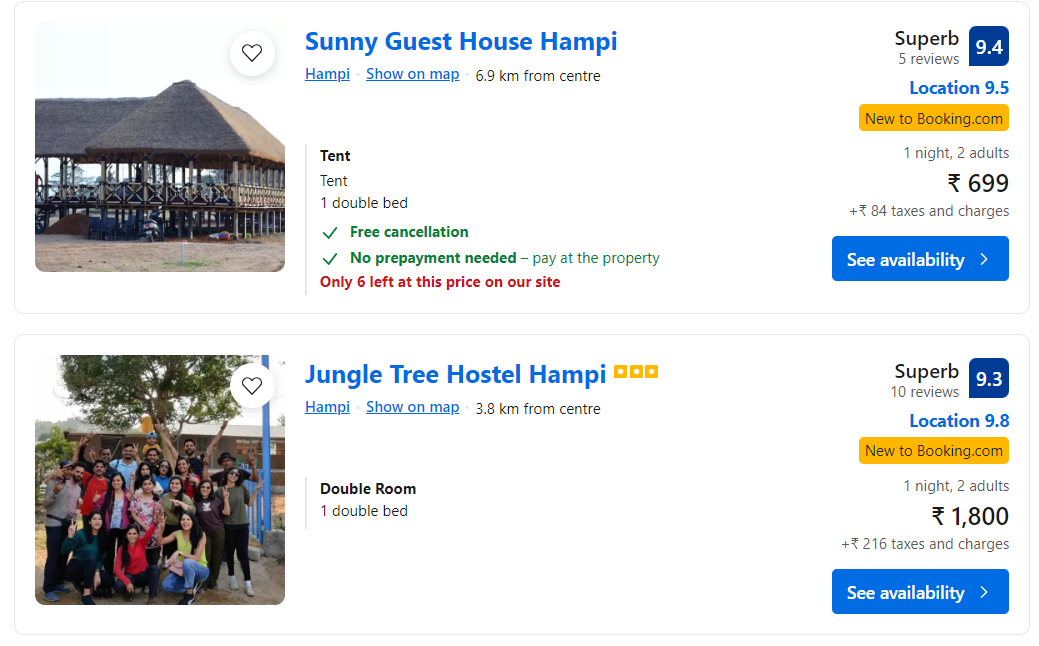 Sunny Guest House Hampi
Hampi Show on map 6.9 km from centre
Tent
Tent
1 double bed
Free cancellation
No prepayment needed – pay at the property
Only 6 left at this price on our site
Superb 9.4
5 reviews
Location 9.5
New to Booking.com
1 night, 2 adults
₹ 699
+₹ 84 taxes and charges
See availability
Jungle Tree Hostel Hampi
Hampi Show on map 3.8 km from centre
Double Room
1 double bed
Superb 9.3
10 reviews
Location 9.8
New to Booking.com
1 night, 2 adults
₹ 1,800
+₹ 216 taxes and charges
See availability